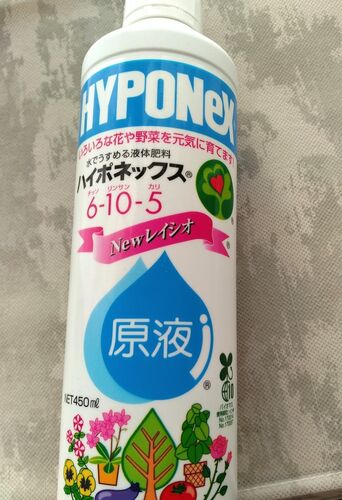 HYPONeX
いろいろな花や野菜を元気に育てます!
水でうすめる液体肥料
ハイポネックス®
チッソ リンサン カリ
6-10-5
®
Newレイシオ
®
原液
®
NET450㎖